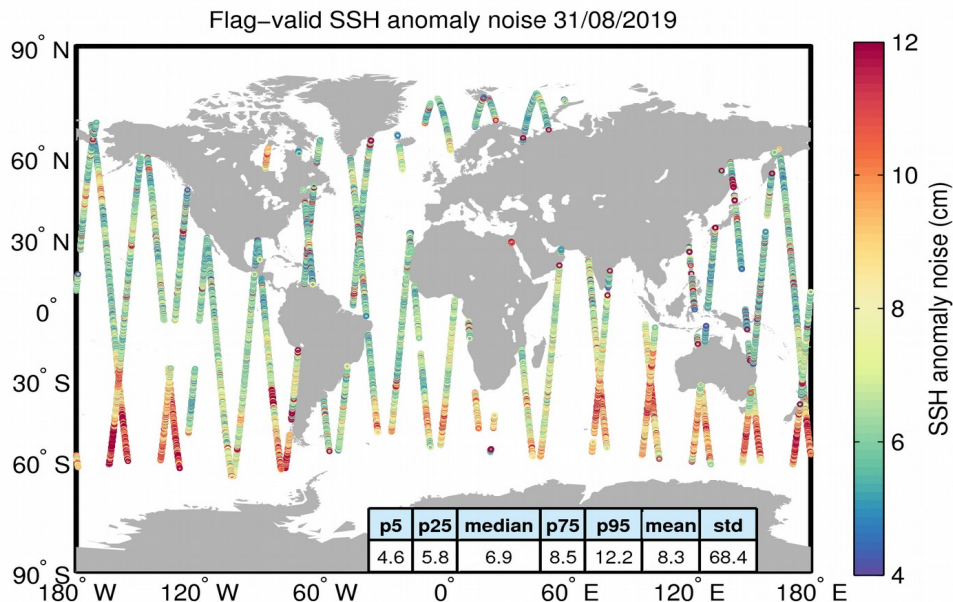 Flag−valid SSH anomaly noise 31/08/2019
90° N
60° N
30° N
0°
30° S
60° S
90° S
180° W
120° W
60° W
0°
60° E
120° E
180° E
p5 p25 median p75 p95 mean std
4.6 5.8 6.9 8.5 12.2 8.3 68.4
12
10
8
6
4
SSH anomaly noise (cm)